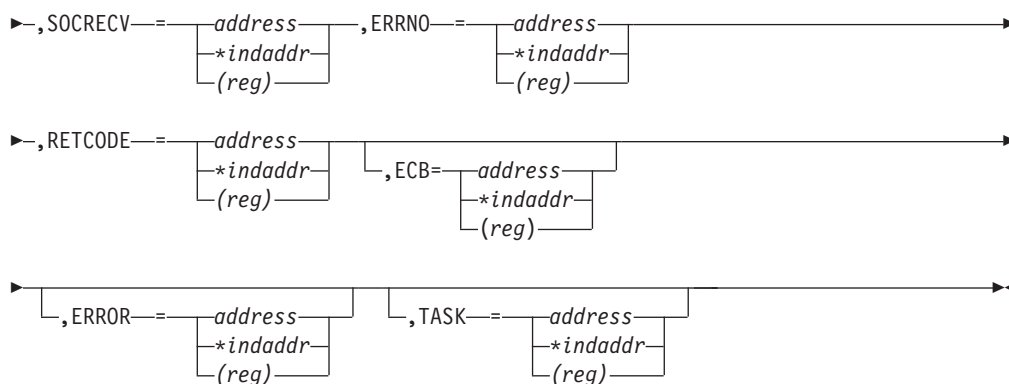 ,SOCRECV = address ,ERRNO = address
*indaddr *indaddr
(reg) (reg)
,RETCODE = address
*indaddr ,ECB= address
(reg) *indaddr
(reg)
,ERROR = address ,TASK = address
*indaddr *indaddr
(reg) (reg)